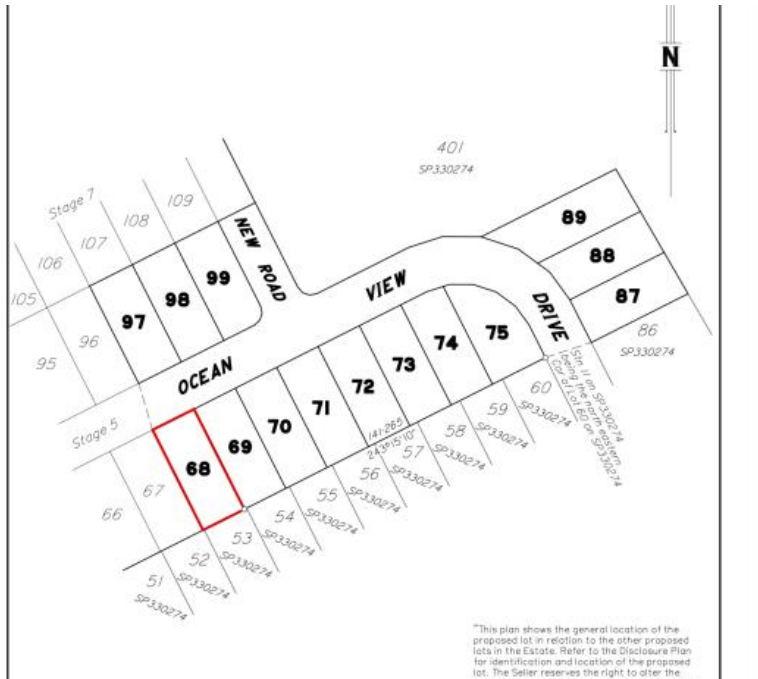 N
401
SP330274
Stage 7
109
108
107
106
105
NEW ROAD
89
88
87
86
SP330274
99
98
97
96
95
OCEAN VIEW DRIVE
75
74
73
72
71
70
69
68
67
66
Stage 5
141·265
243°15'10"
60
SP330274
59
SP330274
58
SP330274
57
SP330274
56
SP330274
55
SP330274
54
SP330274
53
SP330274
52
SP330274
51
SP330274
Stn 11 on SP330274
(being the north eastern
Cor of Lot 60 on SP330274
"This plan shows the general location of the
proposed lot in relation to the other proposed
lots in the Estate. Refer to the Disclosure Plan
for identification and location of the proposed
lot. The Seller reserves the right to alter the